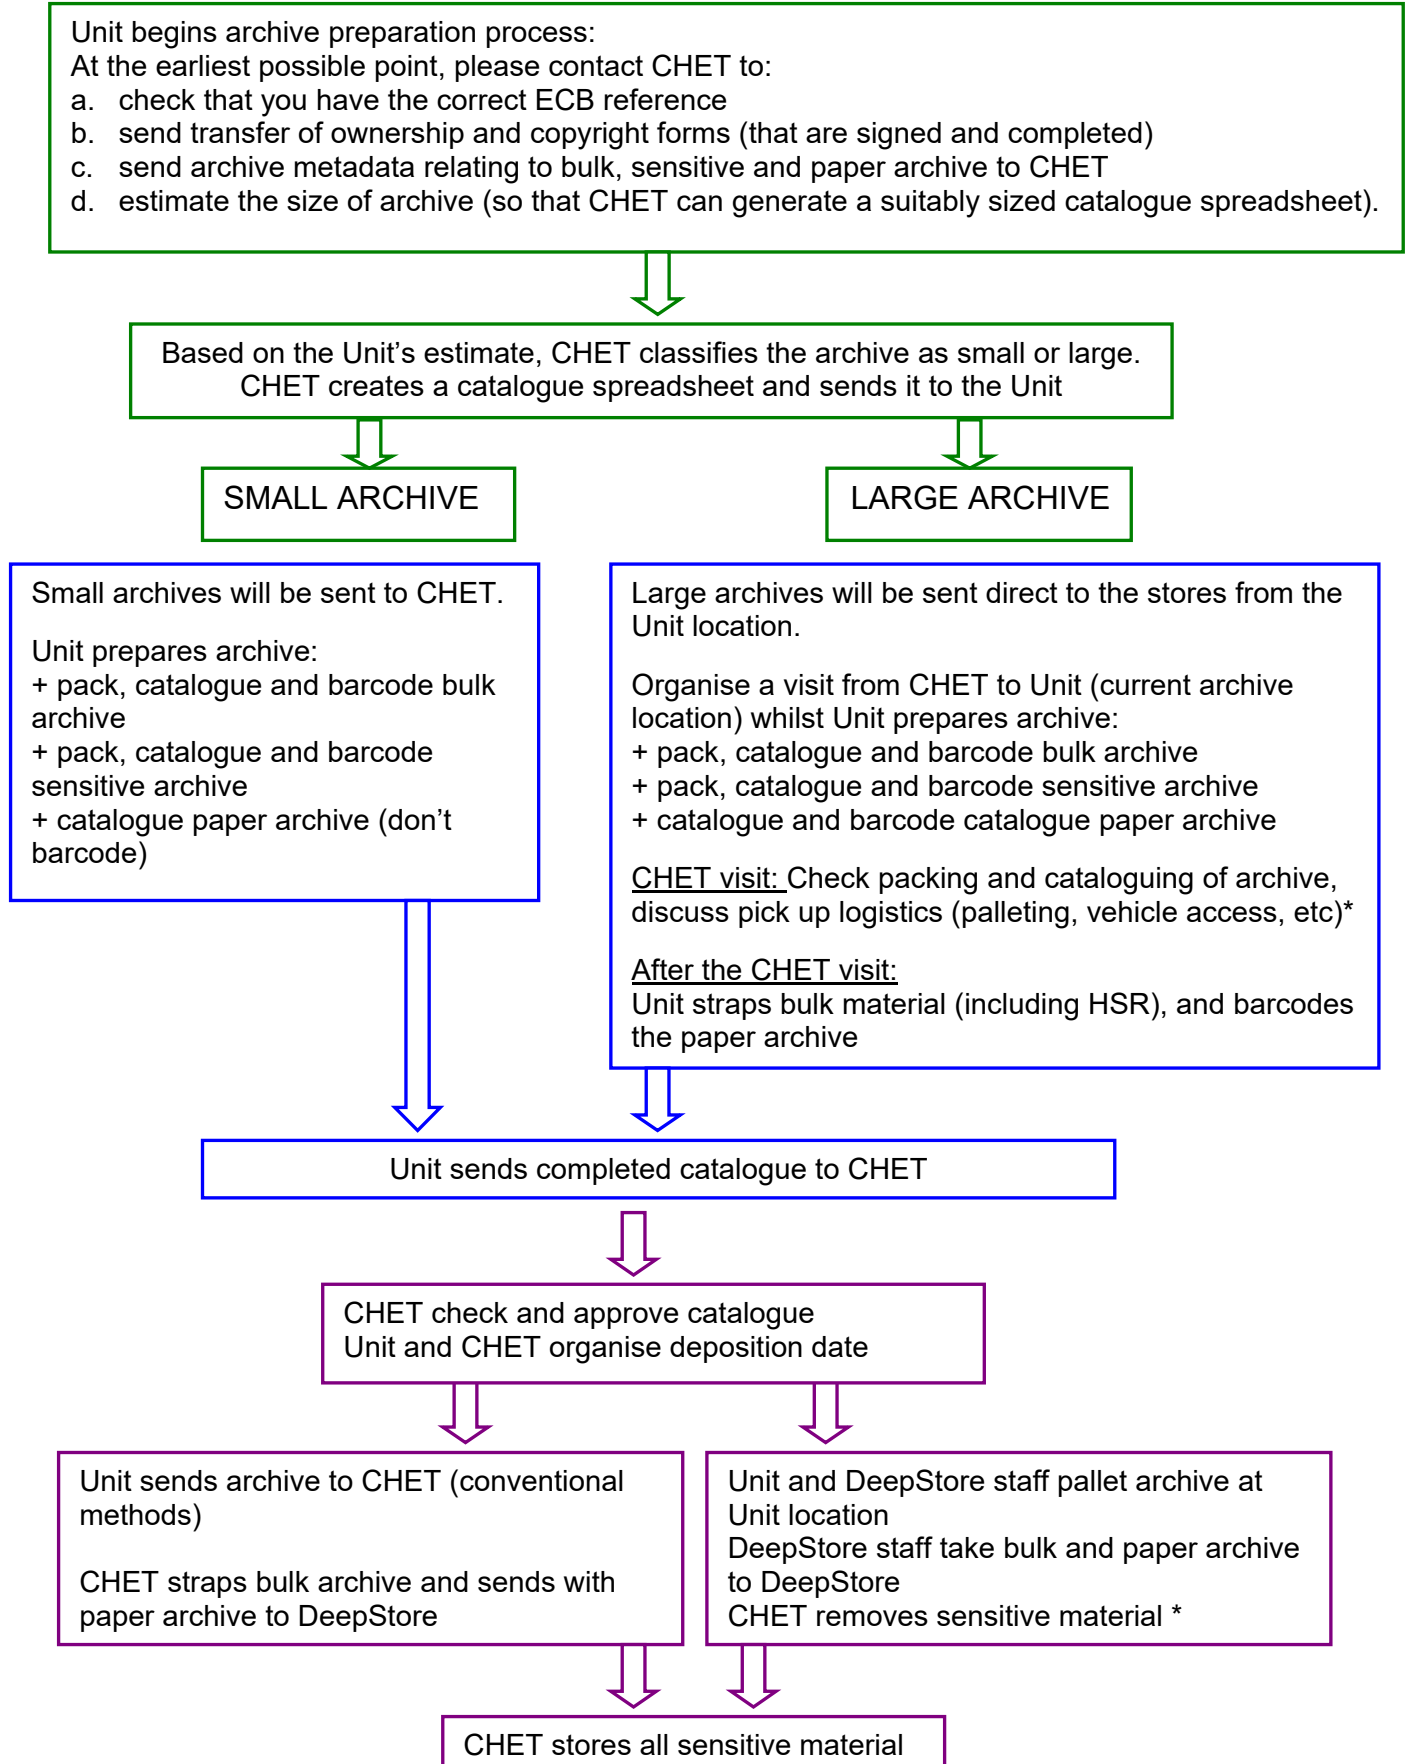 Unit begins archive preparation process:
At the earliest possible point, please contact CHET to:
a. check that you have the correct ECB reference
b. send transfer of ownership and copyright forms (that are signed and completed)
c. send archive metadata relating to bulk, sensitive and paper archive to CHET
d. estimate the size of archive (so that CHET can generate a suitably sized catalogue spreadsheet).
Based on the Unit's estimate, CHET classifies the archive as small or large.
CHET creates a catalogue spreadsheet and sends it to the Unit
SMALL ARCHIVE
LARGE ARCHIVE
Small archives will be sent to CHET.
Unit prepares archive:
+ pack, catalogue and barcode bulk
archive
+ pack, catalogue and barcode
sensitive archive
+ catalogue paper archive (don't
barcode)
Large archives will be sent direct to the stores from the
Unit location.
Organise a visit from CHET to Unit (current archive
location) whilst Unit prepares archive:
+ pack, catalogue and barcode bulk archive
+ pack, catalogue and barcode sensitive archive
+ catalogue and barcode catalogue paper archive
CHET visit: Check packing and cataloguing of archive,
discuss pick up logistics (palleting, vehicle access, etc)*
After the CHET visit:
Unit straps bulk material (including HSR), and barcodes
the paper archive
Unit sends completed catalogue to CHET
CHET check and approve catalogue
Unit and CHET organise deposition date
Unit sends archive to CHET (conventional
methods)
CHET straps bulk archive and sends with
paper archive to DeepStore
Unit and DeepStore staff pallet archive at
Unit location
DeepStore staff take bulk and paper archive
to DeepStore
CHET removes sensitive material *
CHET stores all sensitive material